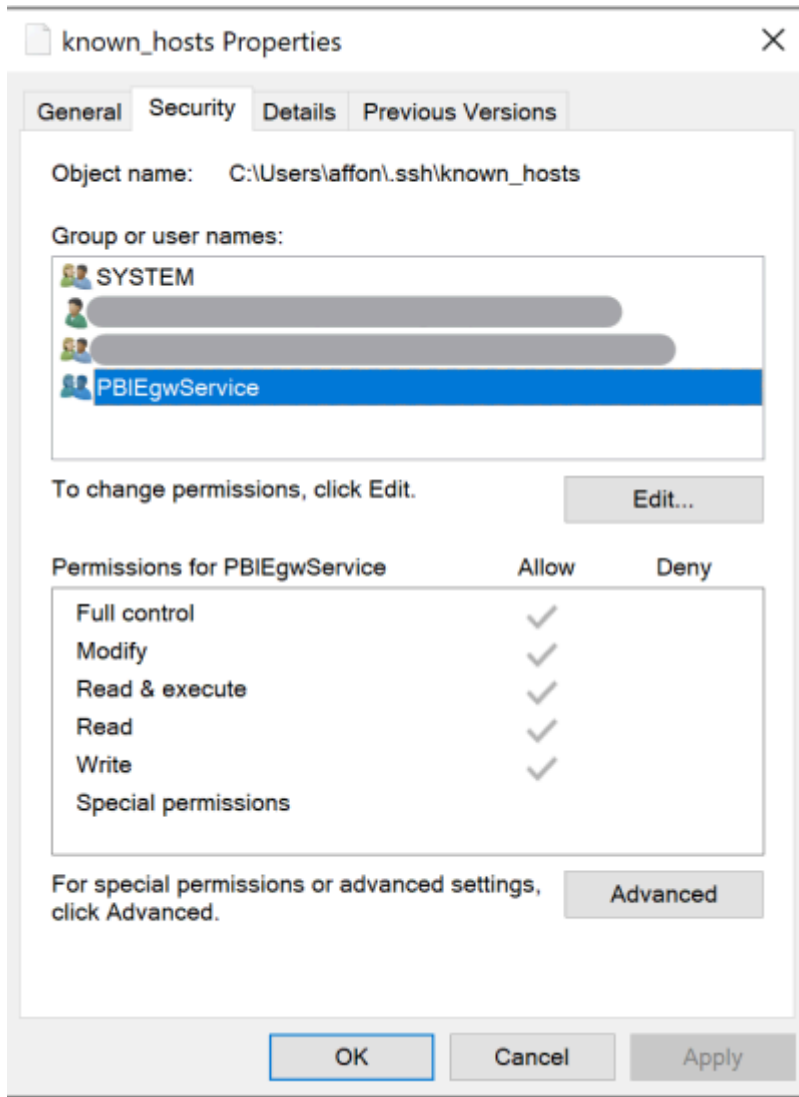 known_hosts Properties
General Security Details Previous Versions
Object name: C:\Users\affon\.ssh\known_hosts
Group or user names:
SYSTEM
PBIEgwService
To change permissions, click Edit.
Edit...
Permissions for PBIEgwService Allow Deny
Full control
Modify
Read & execute
Read
Write
Special permissions
For special permissions or advanced settings,
click Advanced.
Advanced
OK Cancel Apply